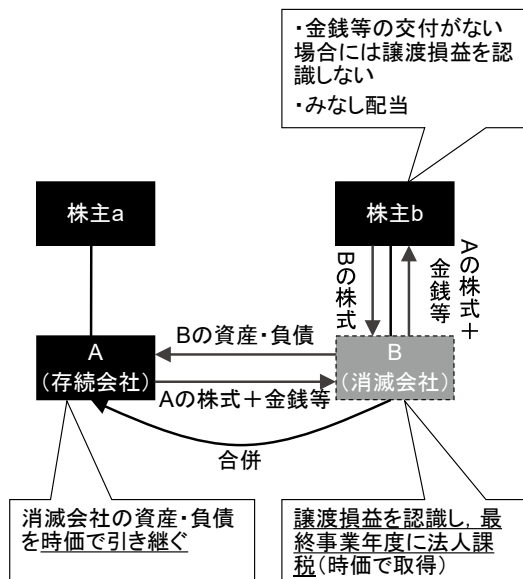 ・金銭等の交付がない
場合には譲渡損益を認
識しない
・みなし配当
株主a
株主b
Bの株式
Aの株式＋
金銭等
Bの資産・負債
A
（存続会社）
B
（消滅会社）
Aの株式＋金銭等
合併
消滅会社の資産・負債
を時価で引き継ぐ
譲渡損益を認識し，最
終事業年度に法人課
税（時価で取得）